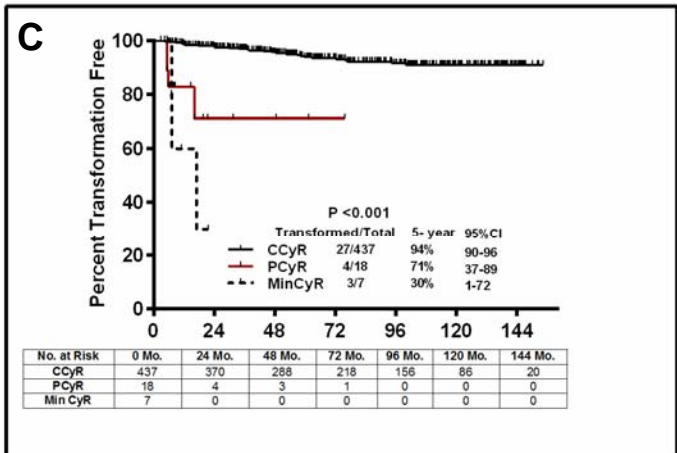 C
Percent Transformation Free
100
80
60
40
20
0
P <0.001
Transformed/Total 5- year 95%CI
CCyR 27/437 94% 90-96
PCyR 4/18 71% 37-89
MinCyR 3/7 30% 1-72
0 24 48 72 96 120 144
No. at Risk 0 Mo. 24 Mo. 48 Mo. 72 Mo. 96 Mo. 120 Mo. 144 Mo.
CCyR 437 370 288 218 156 86 20
PCyR 18 4 3 1 0 0 0
Min CyR 7 0 0 0 0 0 0